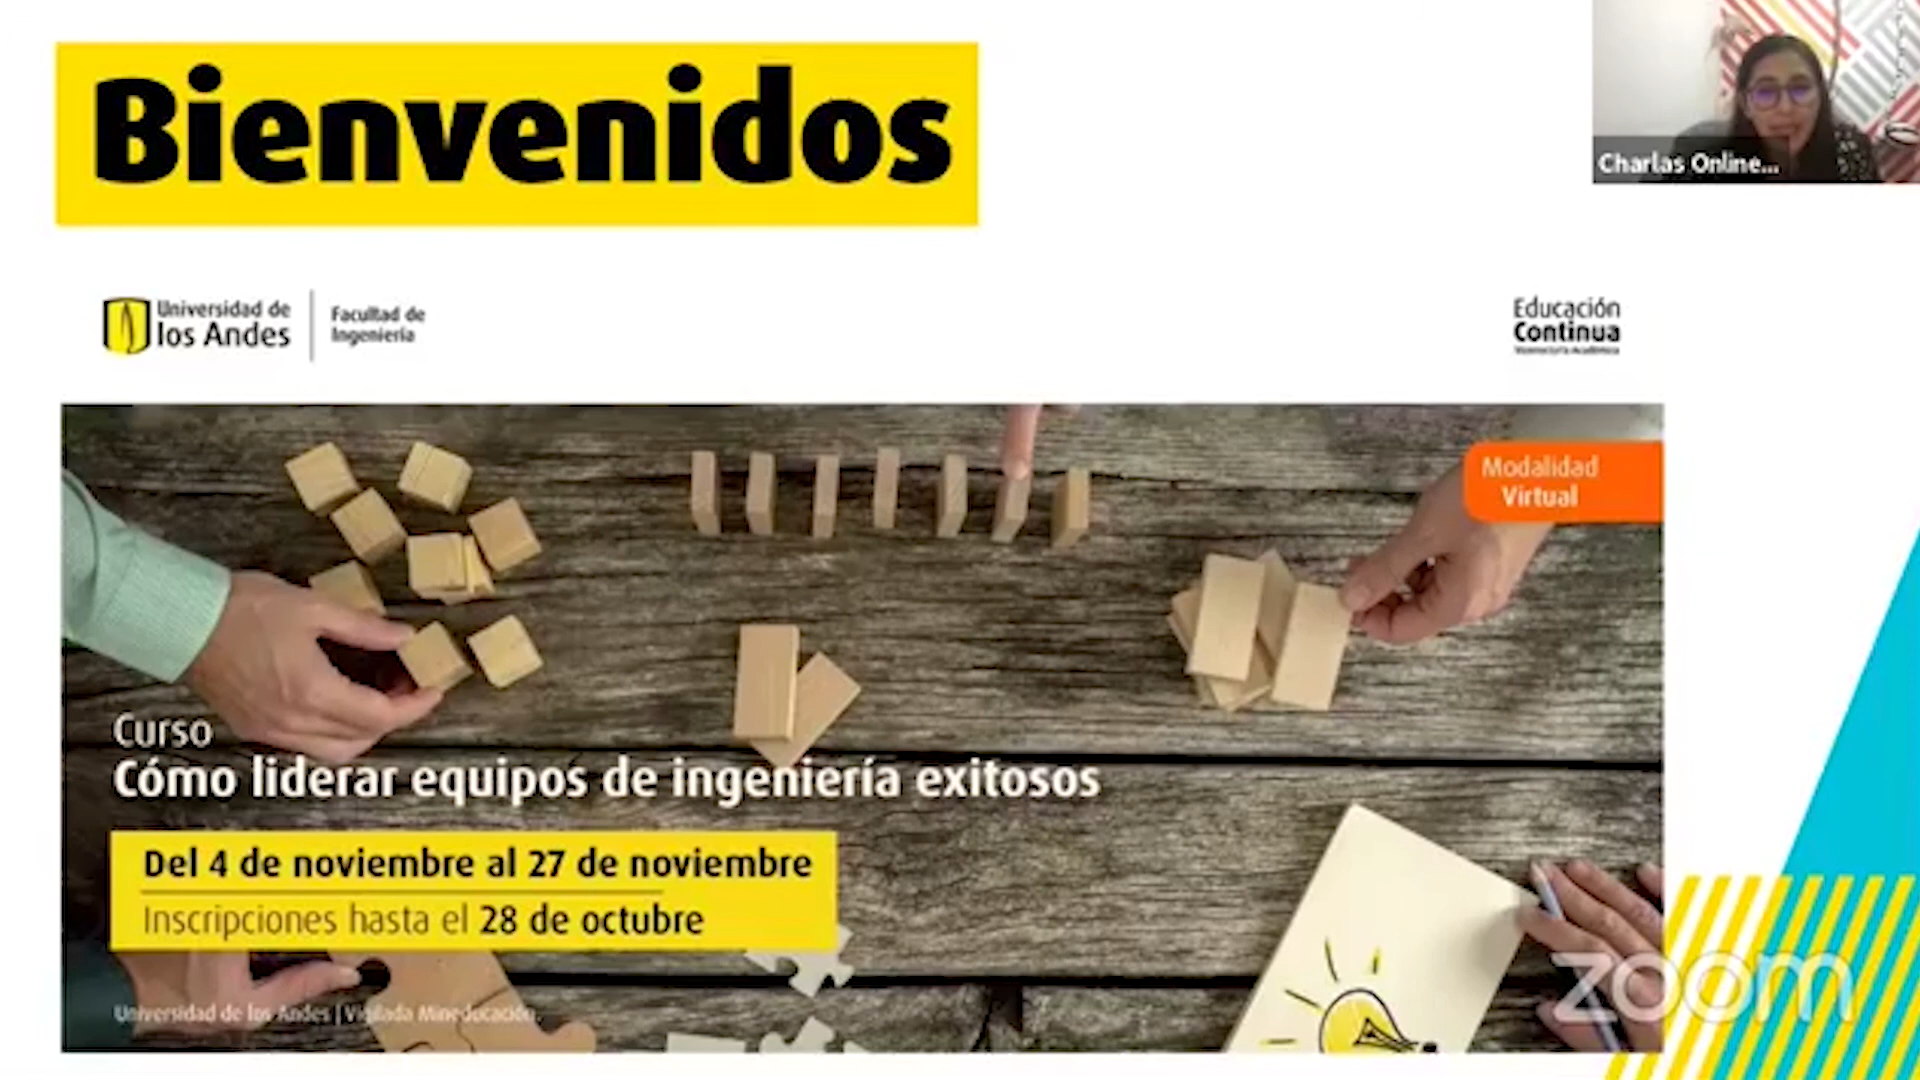 Bienvenidos
Charlas Online...
Universidad de
los Andes
Facultad de
Ingeniería
Educación
Continua
Vicerrectoría Académica
Modalidad
Virtual
Curso
Cómo liderar equipos de ingeniería exitosos
Del 4 de noviembre al 27 de noviembre
Inscripciones hasta el 28 de octubre
Universidad de los Andes | Vigilada Mineducación.
zoom